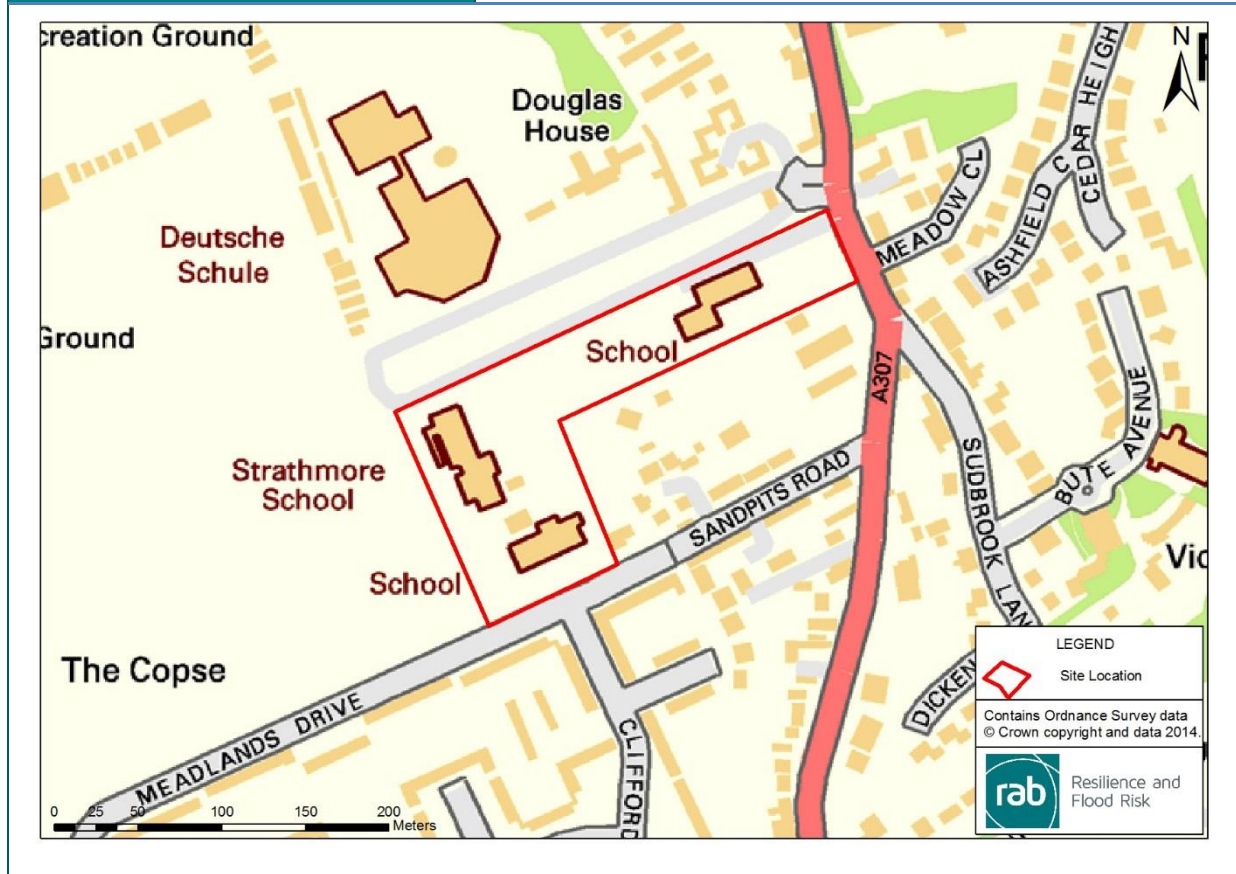 creation Ground
N
Douglas
House
Deutsche
Schule
MEADOW CL
ASHFIELD C
CEDAR HEIGH
Ground
School
A307
BUTE AVENUE
SUDBROOK LAN
Strathmore
School
SANDPITS ROAD
Vic
School
The Copse
MEADLANDS DRIVE
CLIFFORD
DICKEN
LEGEND
Site Location
Contains Ordnance Survey data
© Crown copyright and data 2014.
rab
Resilience and
Flood Risk
0 25 50 100 150 200
Meters